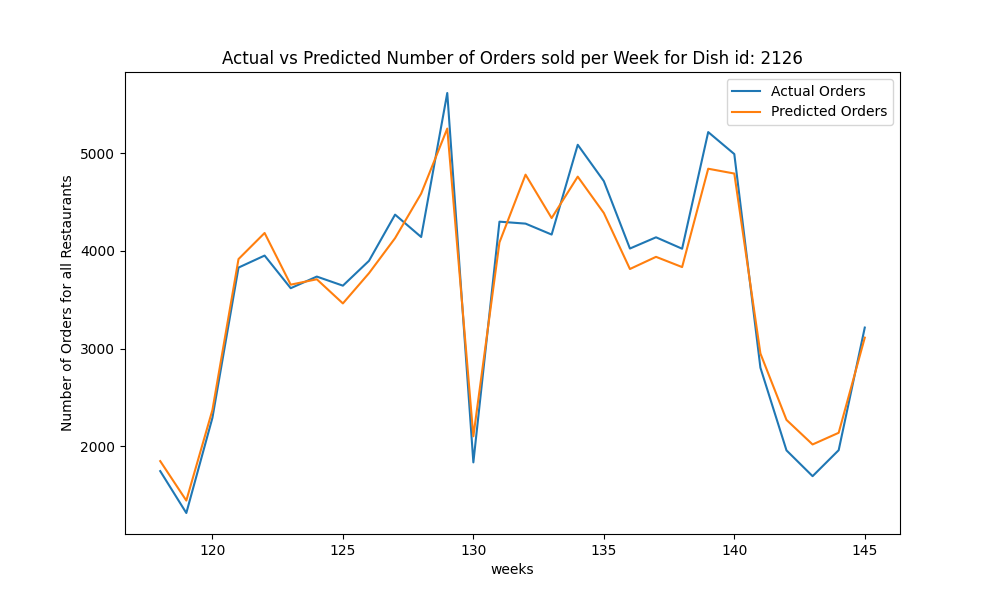 Actual vs Predicted Number of Orders sold per Week for Dish id: 2126
Actual Orders
Predicted Orders
Number of Orders for all Restaurants
5000
4000
3000
2000
120 125 130 135 140 145
weeks